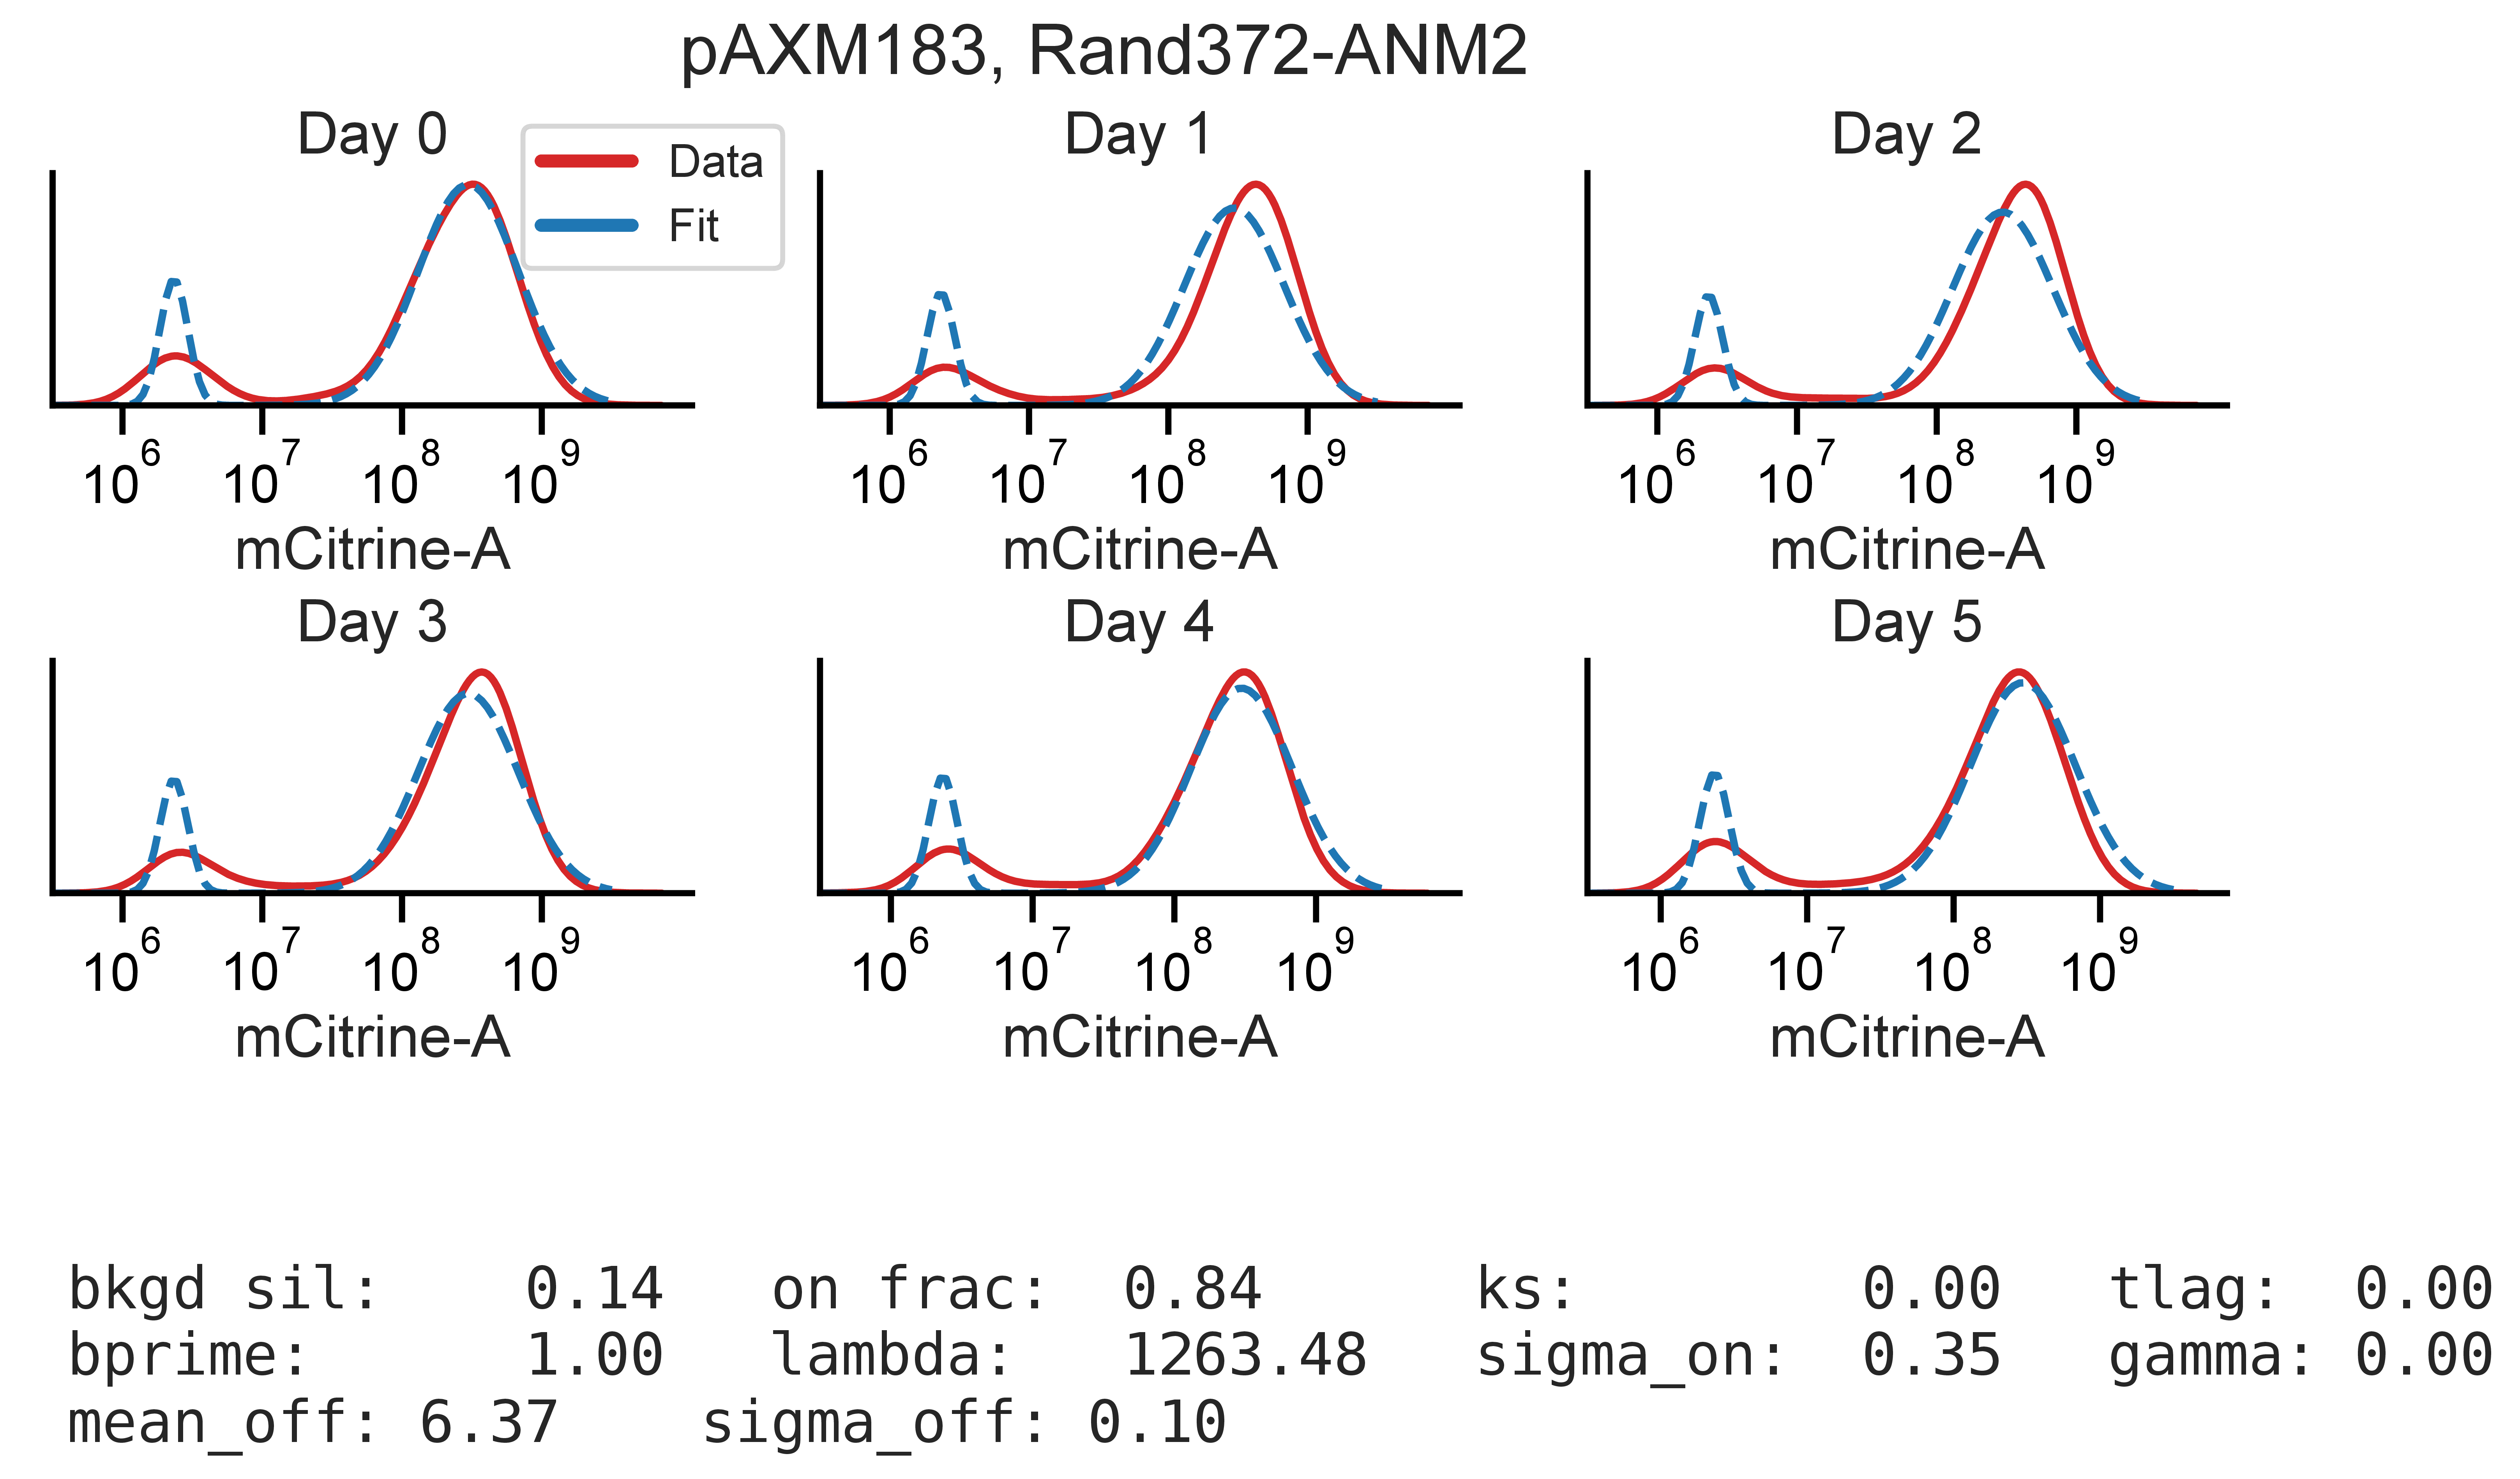 pAXM183, Rand372-ANM2
Day 0
Data
Fit
10^6 10^7 10^8 10^9
mCitrine-A
Day 1
10^6 10^7 10^8 10^9
mCitrine-A
Day 2
10^6 10^7 10^8 10^9
mCitrine-A
Day 3
10^6 10^7 10^8 10^9
mCitrine-A
Day 4
10^6 10^7 10^8 10^9
mCitrine-A
Day 5
10^6 10^7 10^8 10^9
mCitrine-A
bkgd sil: 0.14 on frac: 0.84 ks: 0.00 tlag: 0.00
bprime: 1.00 lambda: 1263.48 sigma_on: 0.35 gamma: 0.00
mean_off: 6.37 sigma_off: 0.10